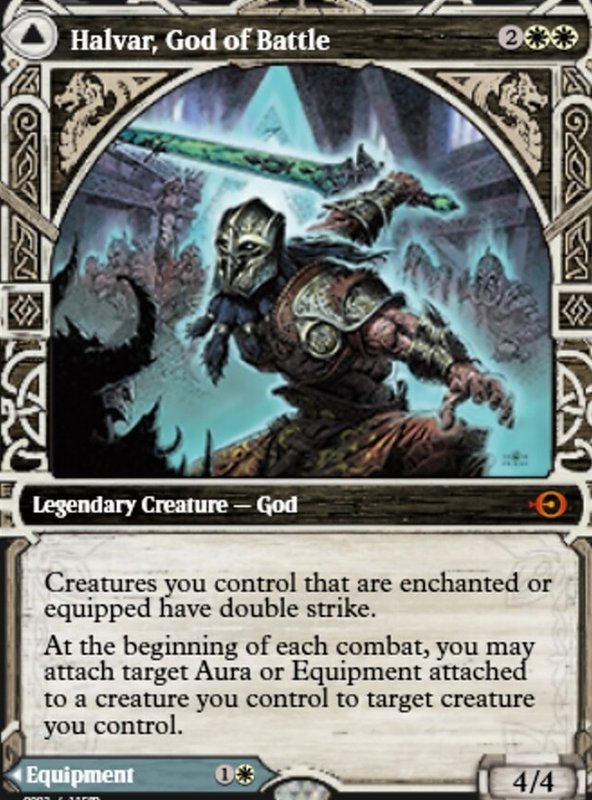 Halvar, God of Battle
2
Legendary Creature — God
Creatures you control that are enchanted or
equipped have double strike.
At the beginning of each combat, you may
attach target Aura or Equipment attached
to a creature you control to target creature
you control.
Equipment 1
4/4